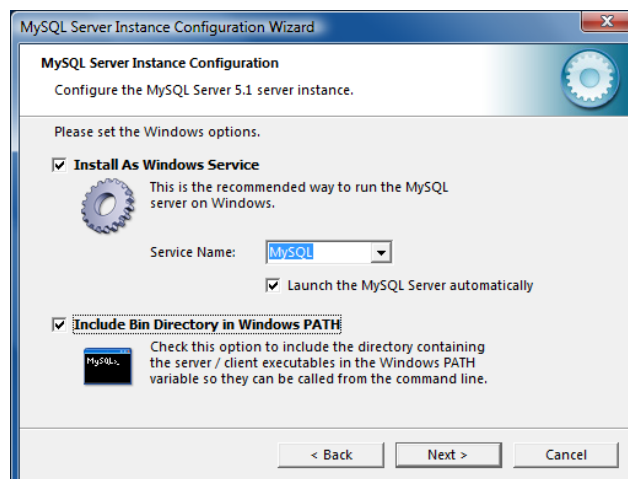 MySQL Server Instance Configuration Wizard
MySQL Server Instance Configuration
Configure the MySQL Server 5.1 server instance.
Please set the Windows options.
Install As Windows Service
This is the recommended way to run the MySQL
server on Windows.
Service Name: MySQL
Launch the MySQL Server automatically
Include Bin Directory in Windows PATH
Check this option to include the directory containing
the server / client executables in the Windows PATH
variable so they can be called from the command line.
MySQL>_
< Back Next > Cancel